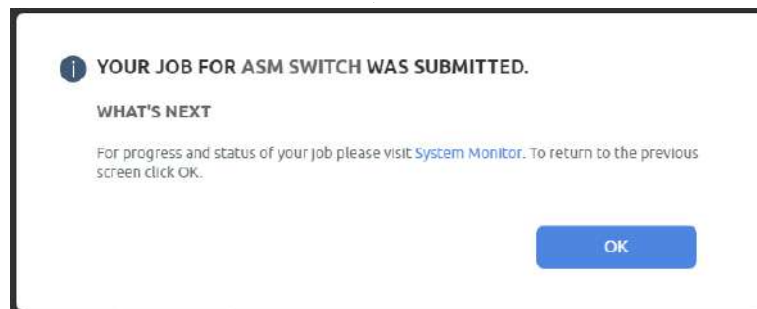 YOUR JOB FOR ASM SWITCH WAS SUBMITTED.
WHAT'S NEXT
For progress and status of your job please visit System Monitor. To return to the previous
screen click OK.
OK